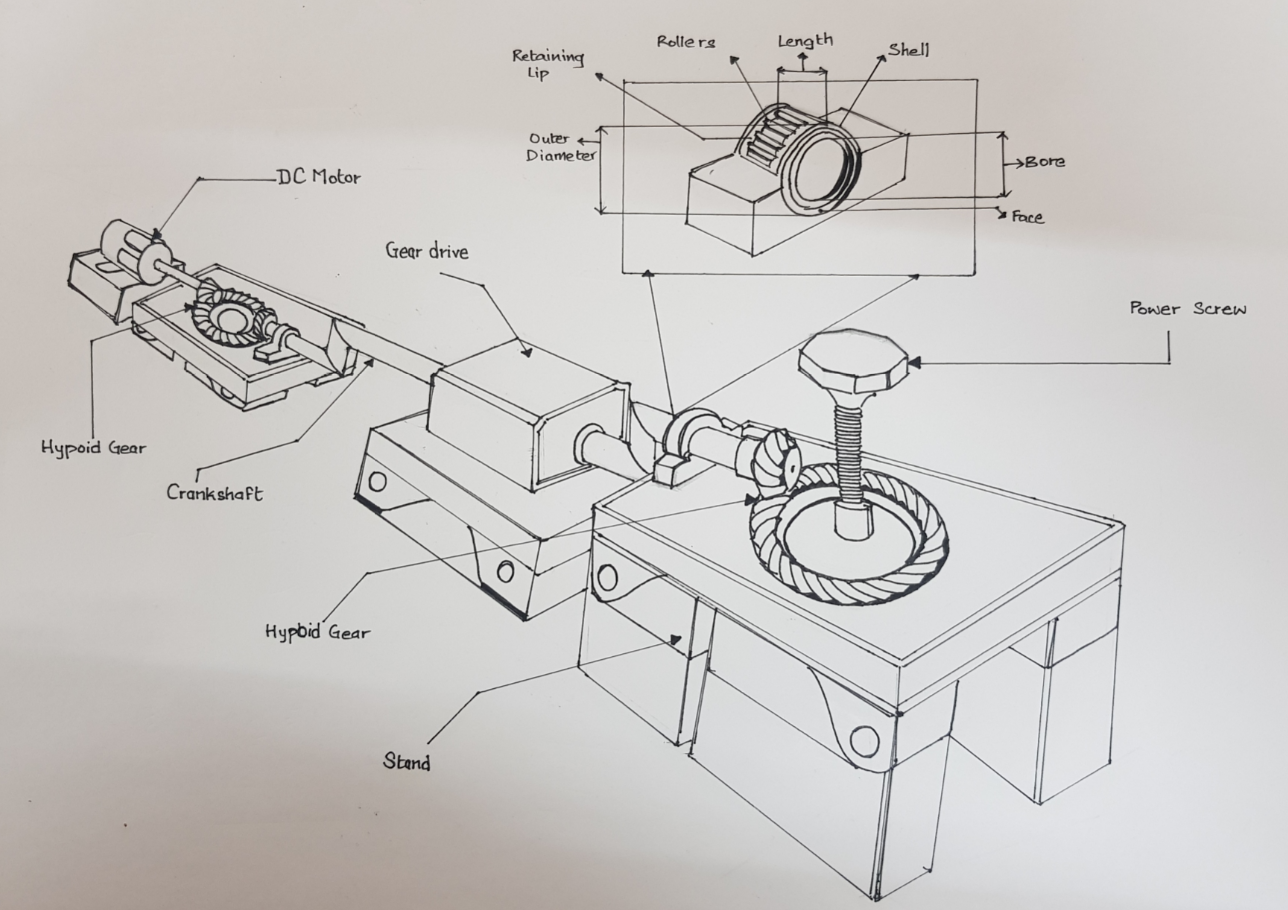 Rollers
Length
Shell
Retaining
Lip
Outer
Diameter
Bore
Face
DC Motor
Gear drive
Power Screw
Hypoid Gear
Crankshaft
Hypoid Gear
Stand